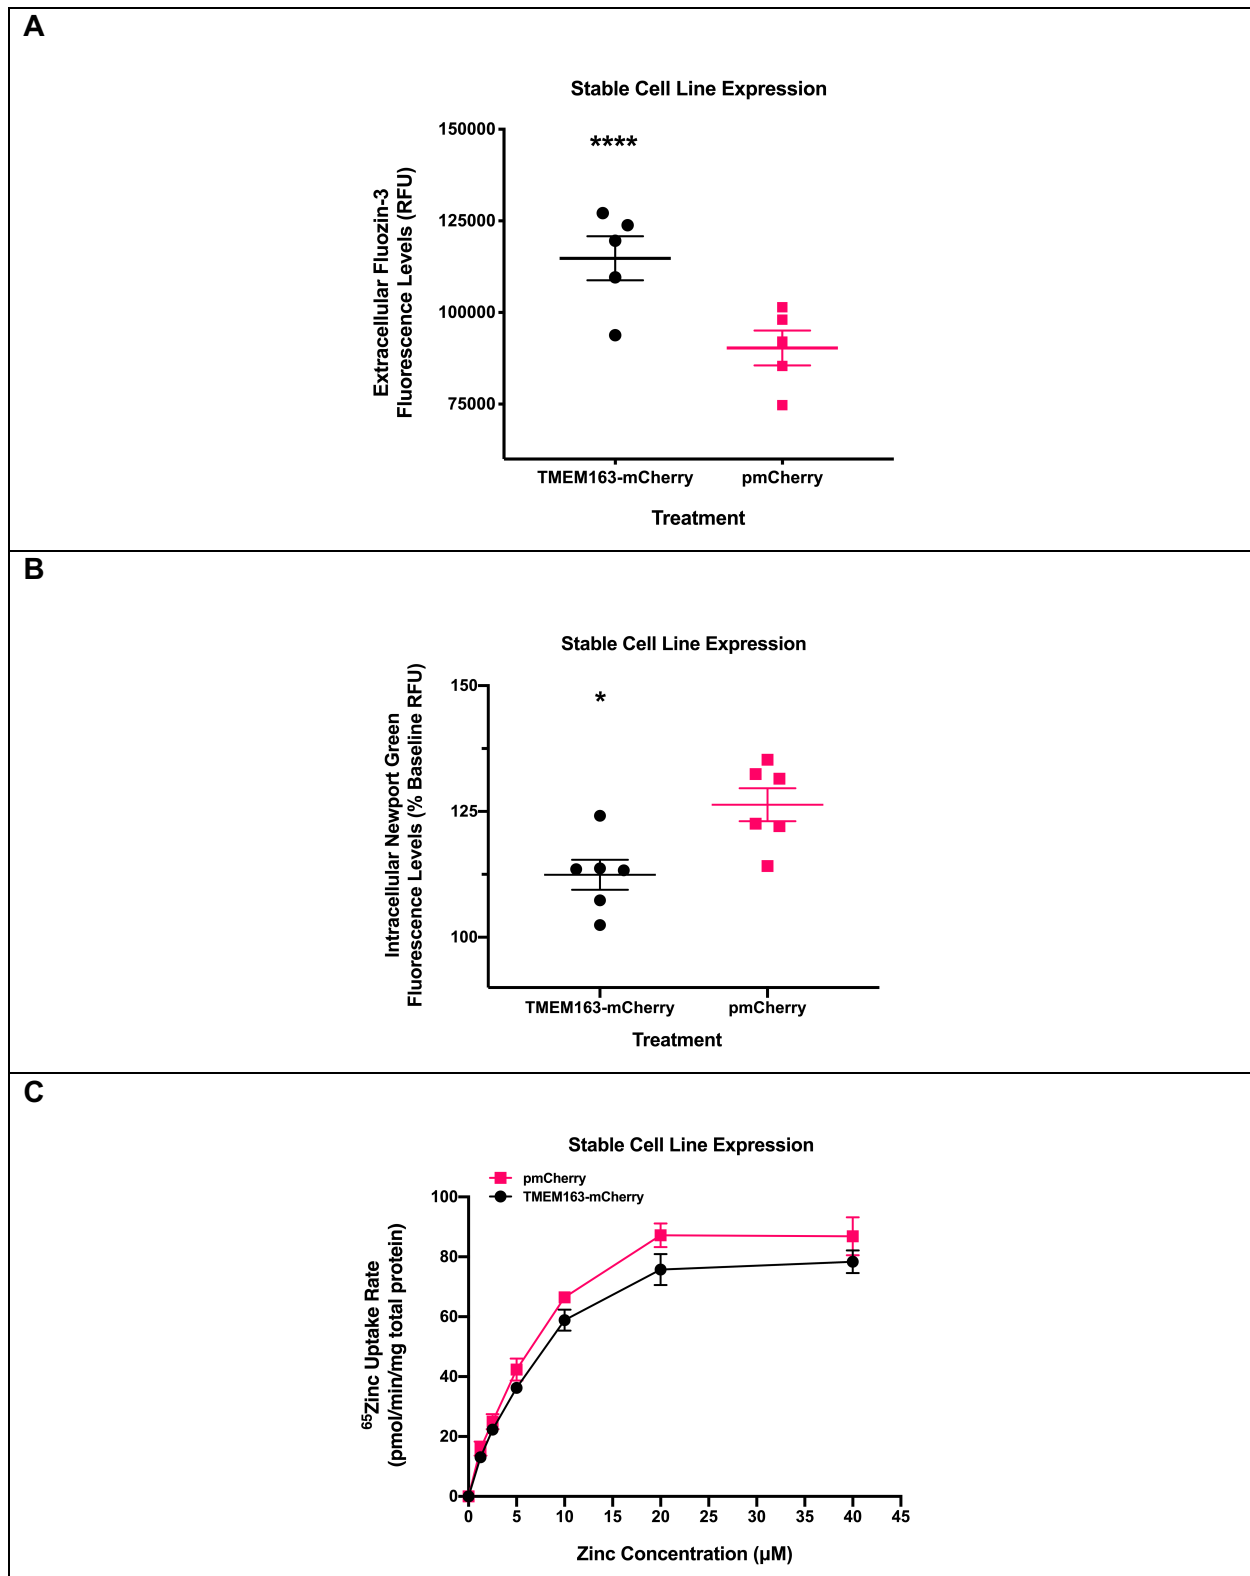 A
Stable Cell Line Expression
150000
125000
100000
75000
Extracellular Fluozin-3
Fluorescence Levels (RFU)
****
TMEM163-mCherry pmCherry
Treatment
B
Stable Cell Line Expression
150
125
100
Intracellular Newport Green
Fluorescence Levels (% Baseline RFU)
*
TMEM163-mCherry pmCherry
Treatment
C
Stable Cell Line Expression
pmCherry
TMEM163-mCherry
100
80
60
40
20
0
⁶⁵Zinc Uptake Rate
(pmol/min/mg total protein)
0 5 10 15 20 25 30 35 40 45
Zinc Concentration (µM)